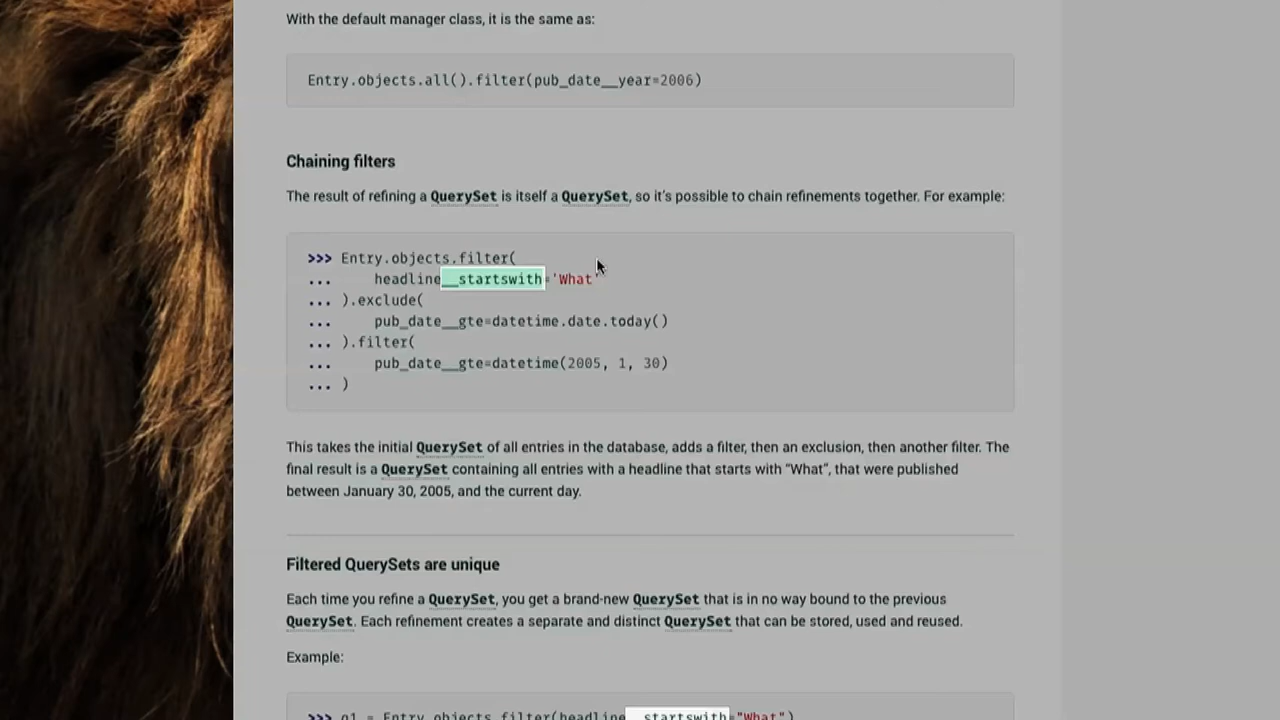 With the default manager class, it is the same as:
Entry.objects.all().filter(pub_date__year=2006)
Chaining filters
The result of refining a QuerySet is itself a QuerySet, so it's possible to chain refinements together. For example:
>>> Entry.objects.filter(
...     headline__startswith='What'
... ).exclude(
...     pub_date__gte=datetime.date.today()
... ).filter(
...     pub_date__gte=datetime(2005, 1, 30)
... )
This takes the initial QuerySet of all entries in the database, adds a filter, then an exclusion, then another filter. The
final result is a QuerySet containing all entries with a headline that starts with “What”, that were published
between January 30, 2005, and the current day.
Filtered QuerySets are unique
Each time you refine a QuerySet, you get a brand-new QuerySet that is in no way bound to the previous
QuerySet. Each refinement creates a separate and distinct QuerySet that can be stored, used and reused.
Example:
>>> q1 = Entry.objects.filter(headline__startswith="What")